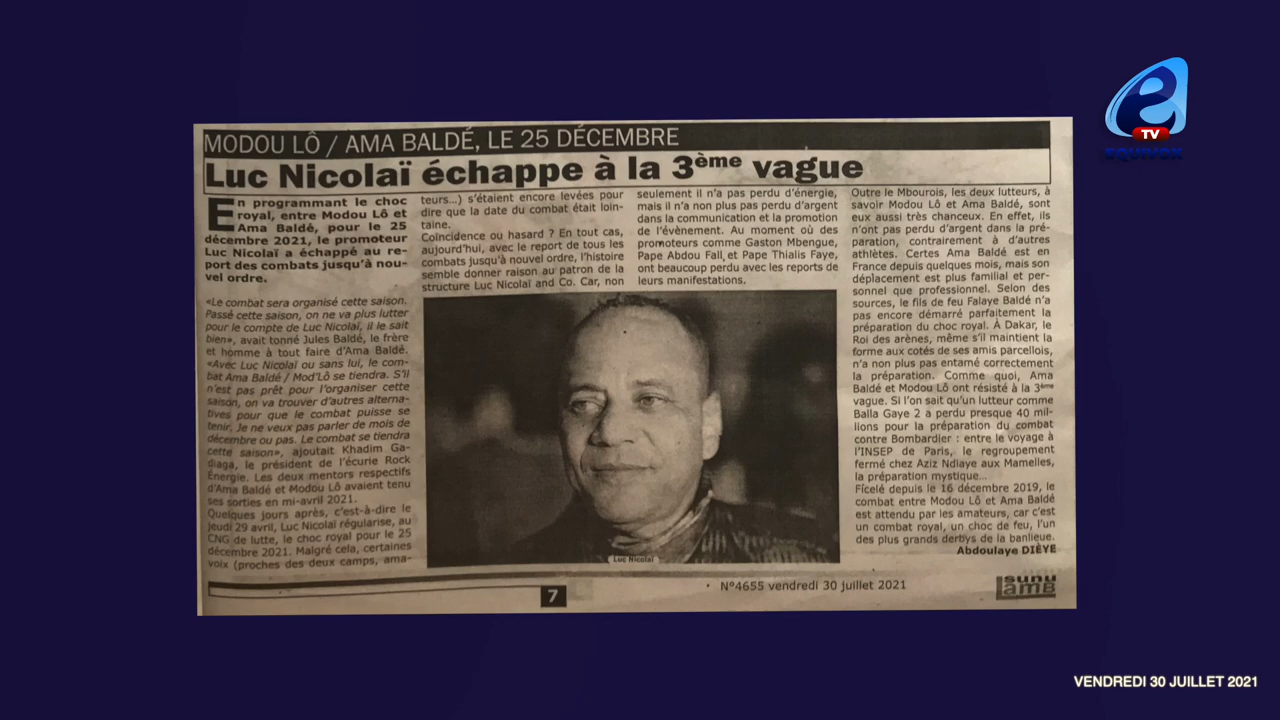 MODOU LÔ / AMA BALDÉ, LE 25 DÉCEMBRE
Luc Nicolaï échappe à la 3ème vague
En programmant le choc
royal, entre Modou Lô et
Ama Baldé, pour le 25
décembre 2021, le promoteur
Luc Nicolaï a échappé au re-
port des combats jusqu'à nou-
vel ordre.
«Le combat sera organisé cette saison.
Passé cette saison, on ne va plus lutter
pour le compte de Luc Nicolaï, il le sait
bien», avait tonné Jules Baldé, le frère
et homme à tout faire d'Ama Baldé.
«Avec Luc Nicolaï ou sans lui, le com-
bat Ama Baldé / Mod'Lô se tiendra. S'il
n'est pas prêt pour l'organiser cette
saison, on va trouver d'autres alterna-
tives pour que le combat puisse se
tenir. Je ne veux pas parler de mois de
décembre ou pas. Le combat se tiendra
cette saison», ajoutait Khadim Ga-
diaga, le président de l'écurie Rock
Énergie. Les deux mentors respectifs
d'Ama Baldé et Modou Lô avaient tenu
ses sorties en mi-avril 2021.
Quelques jours après, c'est-à-dire le
jeudi 29 avril, Luc Nicolaï régularise, au
CNG de lutte, le choc royal pour le 25
décembre 2021. Malgré cela, certaines
voix (proches des deux camps, ama-
teurs...) s'étaient encore levées pour
dire que la date du combat était loin-
taine.
Coïncidence ou hasard ? En tout cas,
aujourd'hui, avec le report de tous les
combats jusqu'à nouvel ordre, l'histoire
semble donner raison au patron de la
structure Luc Nicolaï and Co. Car, non
seulement il n'a pas perdu d'énergie,
mais il n'a non plus pas perdu d'argent
dans la communication et la promotion
de l'évènement. Au moment où des
promoteurs comme Gaston Mbengue,
Pape Abdou Fall et Pape Thialis Faye,
ont beaucoup perdu avec les reports de
leurs manifestations.
Luc Nicolaï
Outre le Mbourois, les deux lutteurs, à
savoir Modou Lô et Ama Baldé, sont
eux aussi très chanceux. En effet, ils
n'ont pas perdu d'argent dans la pré-
paration, contrairement à d'autres
athlètes. Certes Ama Baldé est en
France depuis quelques mois, mais son
déplacement est plus familial et per-
sonnel que professionnel. Selon des
sources, le fils de feu Falaye Baldé n'a
pas encore démarré parfaitement la
préparation du choc royal. À Dakar, le
Roi des arènes, même s'il maintient la
forme aux cotés de ses amis parcellois,
n'a non plus pas entamé correctement
la préparation. Comme quoi, Ama
Baldé et Modou Lô ont résisté à la 3ème
vague. Si l'on sait qu'un lutteur comme
Balla Gaye 2 a perdu presque 40 mil-
lions pour la préparation du combat
contre Bombardier : entre le voyage à
l'INSEP de Paris, le regroupement
fermé chez Aziz Ndiaye aux Mamelles,
la préparation mystique...
Ficelé depuis le 16 décembre 2019, le
combat entre Modou Lô et Ama Baldé
est attendu par les amateurs, car c'est
un combat royal, un choc de feu, l'un
des plus grands derbys de la banlieue.
Abdoulaye DIÈYE
7
N°4655 vendredi 30 juillet 2021
sunu
Lamb
e
TV
EQUINOX
VENDREDI 30 JUILLET 2021